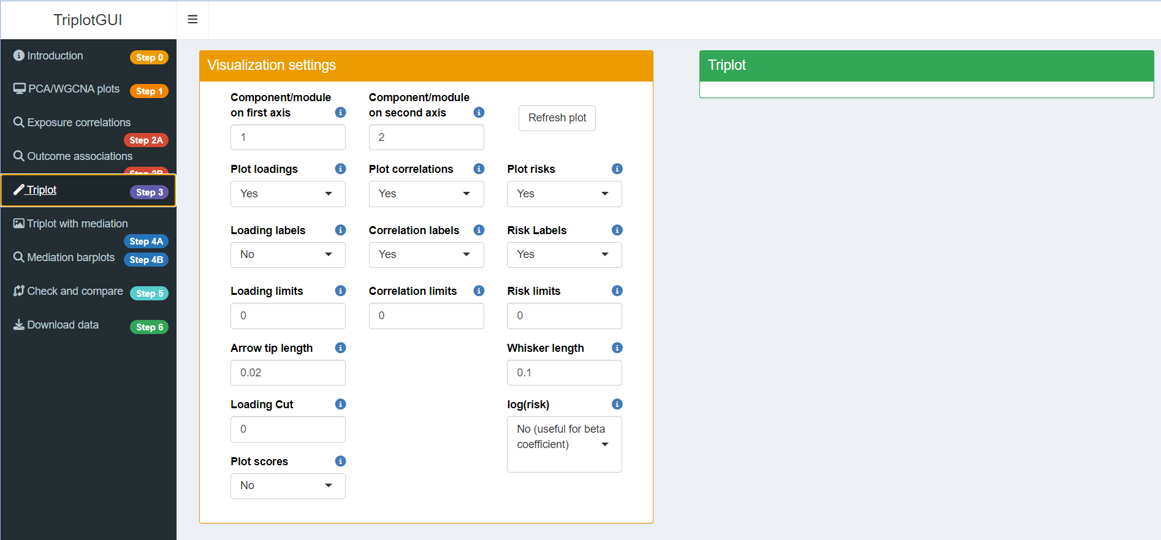 TriplotGUI
Introduction
Step 0
PCA/WGCNA plots
Step 1
Exposure correlations
Step 2A
Outcome associations
Step 2B
Triplot
Step 3
Triplot with mediation
Step 4A
Mediation barplots
Step 4B
Check and compare
Step 5
Download data
Step 6
Visualization settings
Component/module
on first axis
1
Component/module
on second axis
2
Refresh plot
Plot loadings
Yes
Plot correlations
Yes
Plot risks
Yes
Loading labels
No
Correlation labels
Yes
Risk Labels
Yes
Loading limits
0
Correlation limits
0
Risk limits
0
Arrow tip length
0.02
Whisker length
0.1
Loading Cut
0
log(risk)
No (useful for beta
coefficient)
Plot scores
No
Triplot